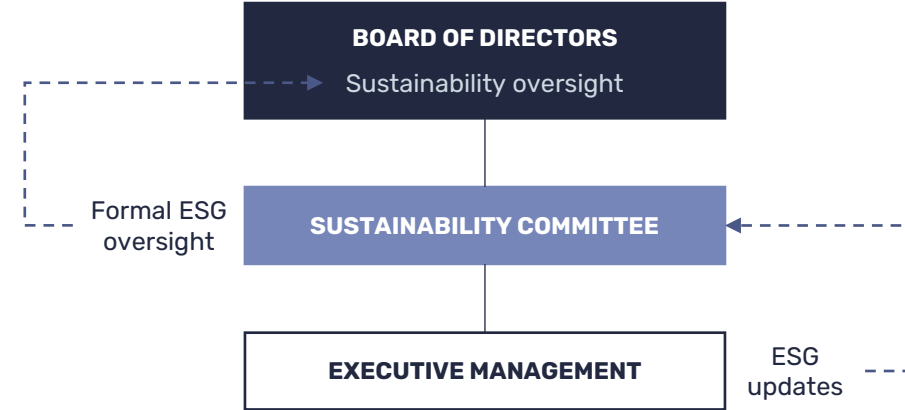 BOARD OF DIRECTORS
Sustainability oversight
Formal ESG
oversight
SUSTAINABILITY COMMITTEE
EXECUTIVE MANAGEMENT
ESG
updates